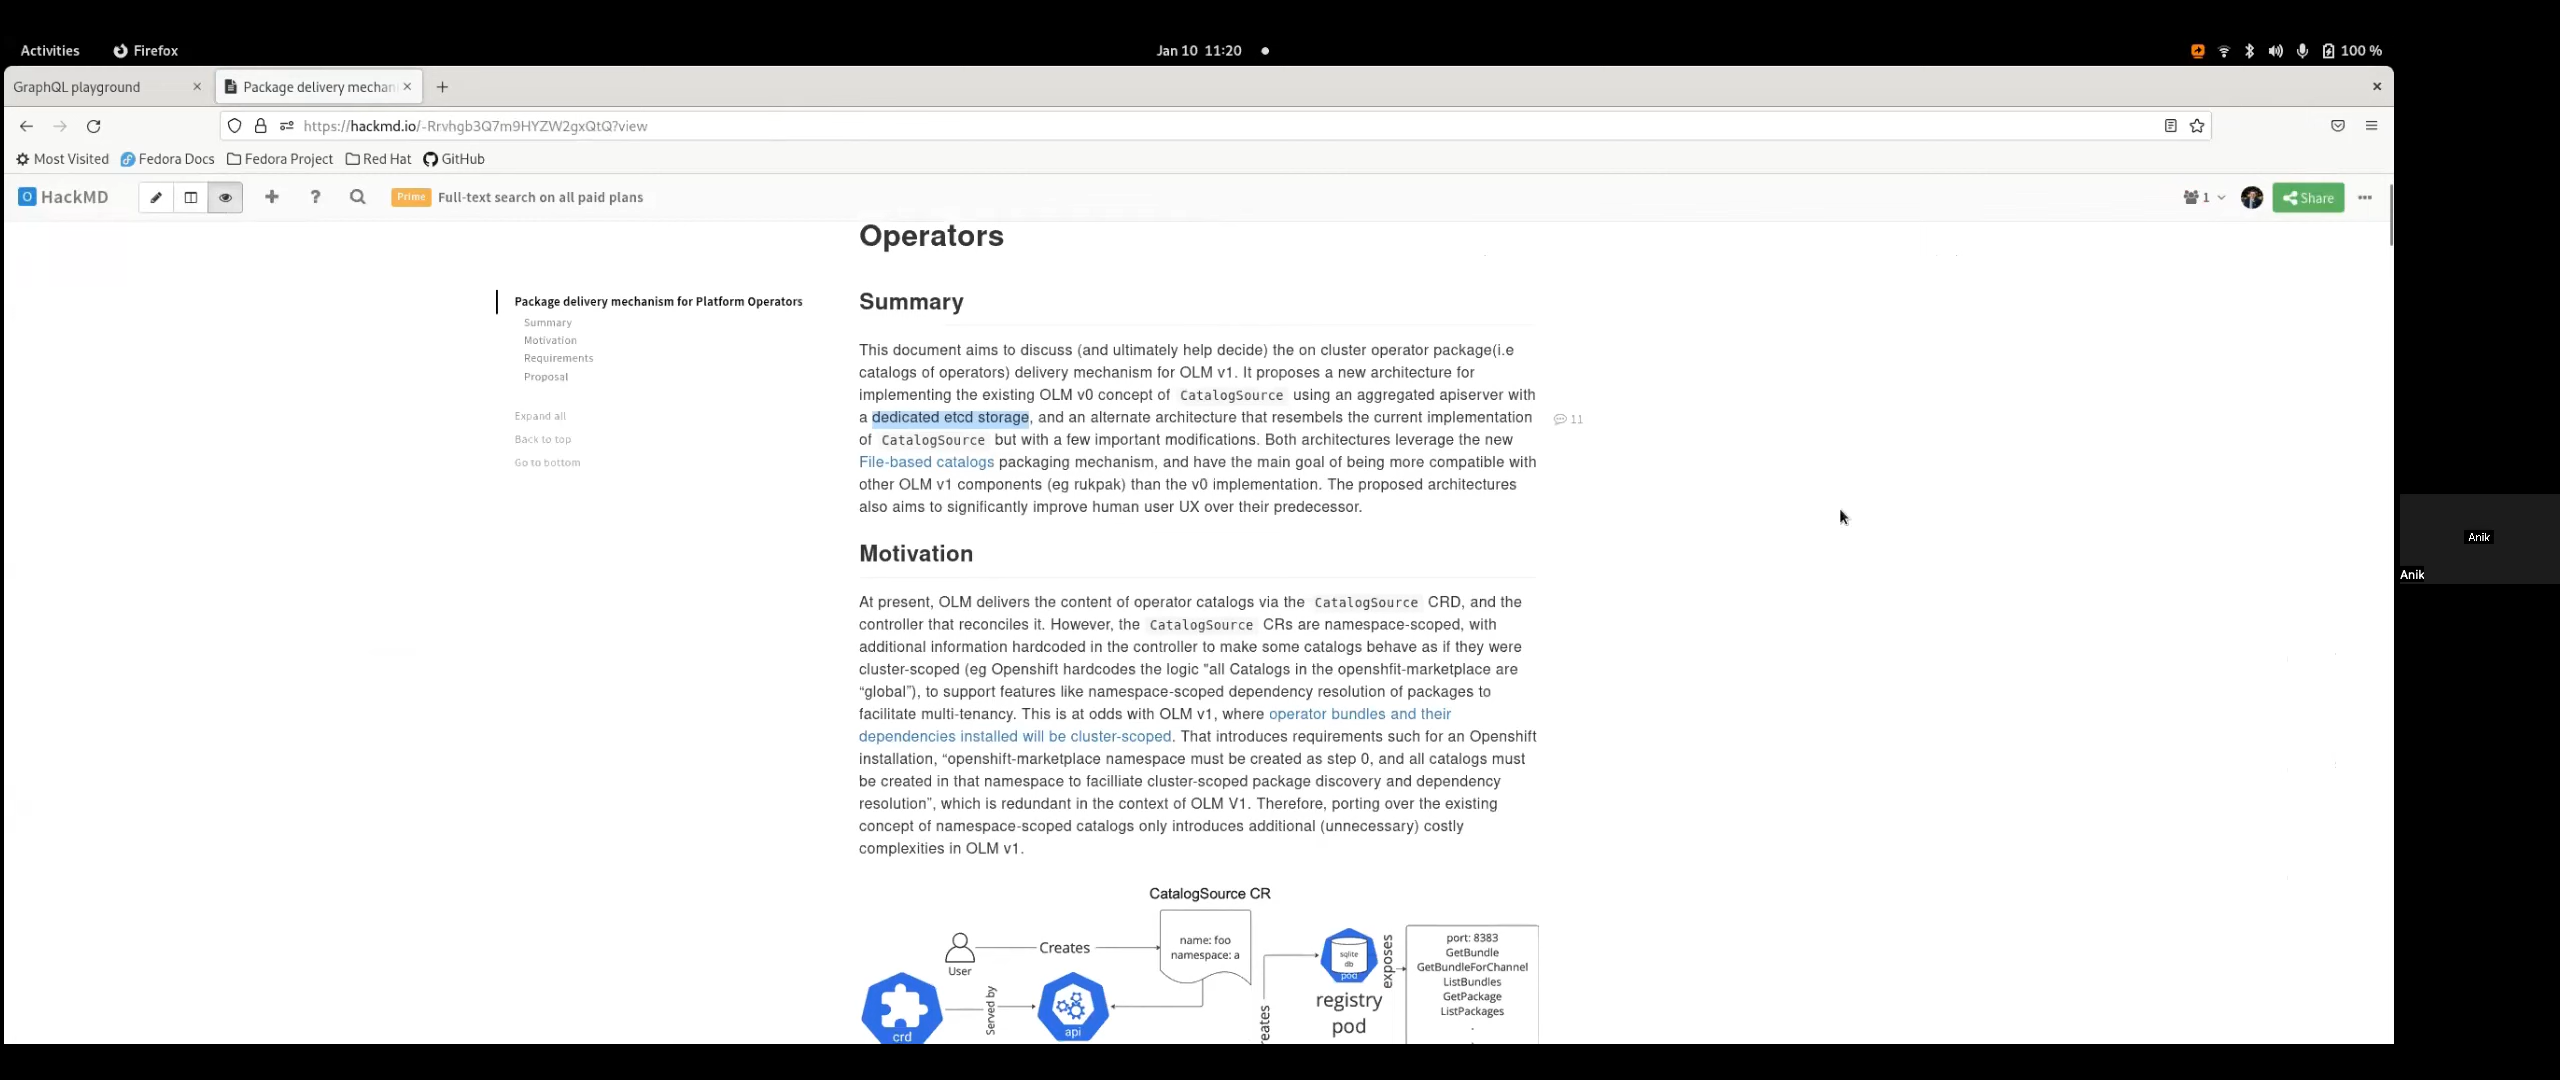 Activities Firefox Jan 10 11:20 100 %
GraphQL playground Package delivery mechan
https://hackmd.io/-Rrvhgb3Q7m9HYZW2gxQtQ?view
Most Visited Fedora Docs Fedora Project Red Hat GitHub
HackMD Prime Full-text search on all paid plans 1 Share
Operators
Package delivery mechanism for Platform Operators
Summary
Motivation
Requirements
Proposal
Expand all
Back to top
Go to bottom
Summary
This document aims to discuss (and ultimately help decide) the on cluster operator package(i.e
catalogs of operators) delivery mechanism for OLM v1. It proposes a new architecture for
implementing the existing OLM v0 concept of CatalogSource using an aggregated apiserver with
a dedicated etcd storage, and an alternate architecture that resembels the current implementation
11
of CatalogSource but with a few important modifications. Both architectures leverage the new
File-based catalogs packaging mechanism, and have the main goal of being more compatible with
other OLM v1 components (eg rukpak) than the v0 implementation. The proposed architectures
also aims to significantly improve human user UX over their predecessor.
Motivation
At present, OLM delivers the content of operator catalogs via the CatalogSource CRD, and the
controller that reconciles it. However, the CatalogSource CRs are namespace-scoped, with
additional information hardcoded in the controller to make some catalogs behave as if they were
cluster-scoped (eg Openshift hardcodes the logic "all Catalogs in the openshfit-marketplace are
“global”), to support features like namespace-scoped dependency resolution of packages to
facilitate multi-tenancy. This is at odds with OLM v1, where operator bundles and their
dependencies installed will be cluster-scoped. That introduces requirements such for an Openshift
installation, “openshift-marketplace namespace must be created as step 0, and all catalogs must
be created in that namespace to facilliate cluster-scoped package discovery and dependency
resolution”, which is redundant in the context of OLM V1. Therefore, porting over the existing
concept of namespace-scoped catalogs only introduces additional (unnecessary) costly
complexities in OLM v1.
CatalogSource CR
User
Creates
name: foo
namespace: a
crd
Served by
api
sqlite
db
pod
registry
pod
exposes
port: 8383
GetBundle
GetBundleForChannel
ListBundles
GetPackage
ListPackages
.
Anik
Anik